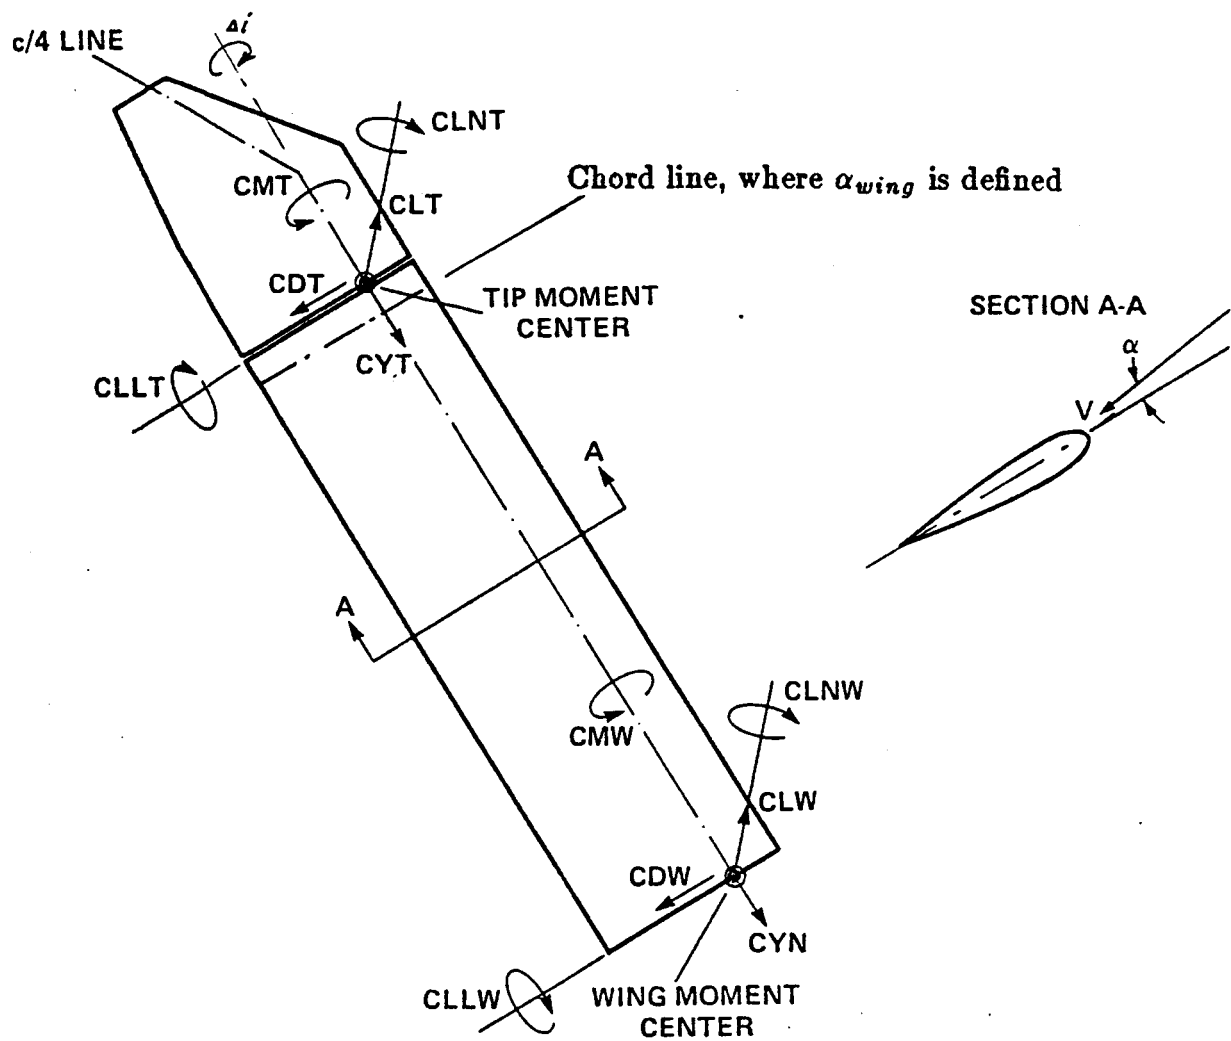 Δi
c/4 LINE
CLNT
Chord line, where α_wing is defined
CMT
CLT
CDT
TIP MOMENT
CENTER
SECTION A-A
α
CYT
CLLT
V
A
A
CLNW
CMW
CLW
CDW
CYN
CLLW
WING MOMENT
CENTER